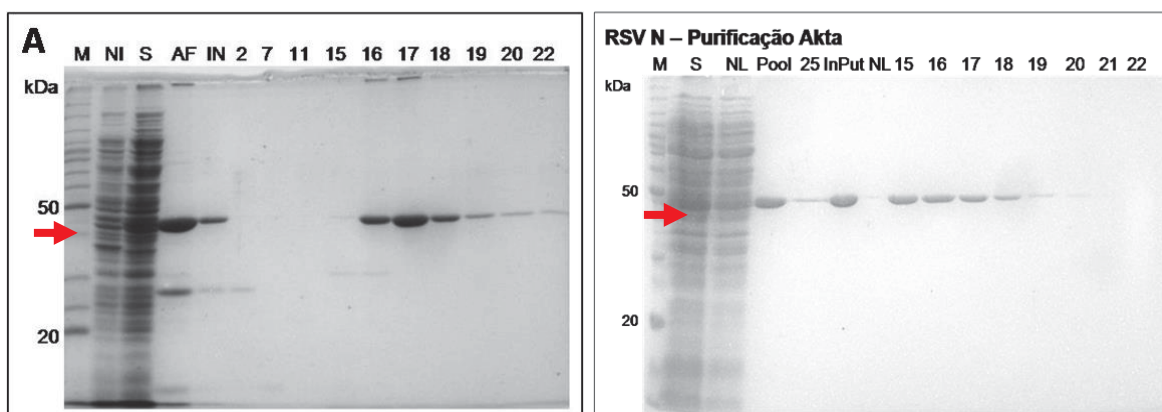 A M NI S AF IN 2 7 11 15 16 17 18 19 20 22
kDa
50
20
RSV N – Purificação Akta
M S NL Pool 25 InPut NL 15 16 17 18 19 20 21 22
kDa
50
20